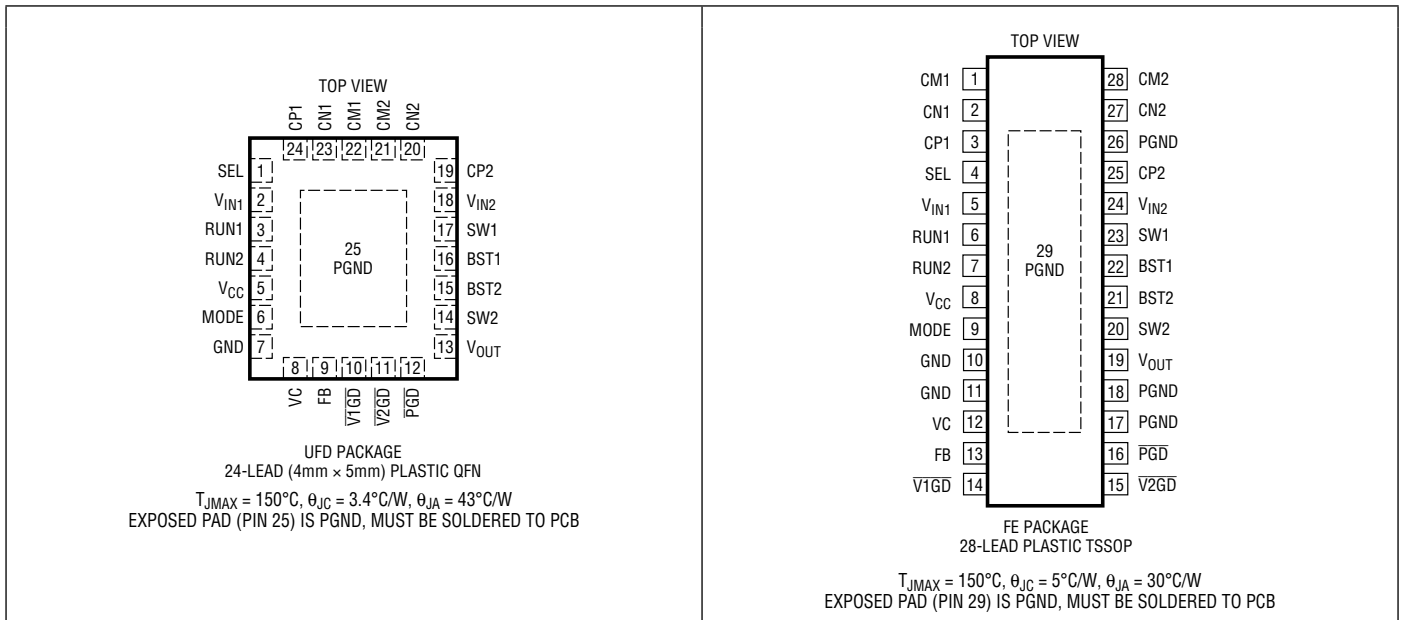 TOP VIEW
CP1 CN1 CM1 CM2 CN2
24 23 22 21 20
SEL 1
VIN1 2
RUN1 3
RUN2 4
VCC 5
MODE 6
GND 7
25
PGND
19 CP2
18 VIN2
17 SW1
16 BST1
15 BST2
14 SW2
13 VOUT
8 9 10 11 12
VC FB V1GD V2GD PGD
UFD PACKAGE
24-LEAD (4mm × 5mm) PLASTIC QFN
TJMAX = 150°C, θJC = 3.4°C/W, θJA = 43°C/W
EXPOSED PAD (PIN 25) IS PGND, MUST BE SOLDERED TO PCB
TOP VIEW
CM1 1
CN1 2
CP1 3
SEL 4
VIN1 5
RUN1 6
RUN2 7
VCC 8
MODE 9
GND 10
GND 11
VC 12
FB 13
V1GD 14
29
PGND
28 CM2
27 CN2
26 PGND
25 CP2
24 VIN2
23 SW1
22 BST1
21 BST2
20 SW2
19 VOUT
18 PGND
17 PGND
16 PGD
15 V2GD
FE PACKAGE
28-LEAD PLASTIC TSSOP
TJMAX = 150°C, θJC = 5°C/W, θJA = 30°C/W
EXPOSED PAD (PIN 29) IS PGND, MUST BE SOLDERED TO PCB